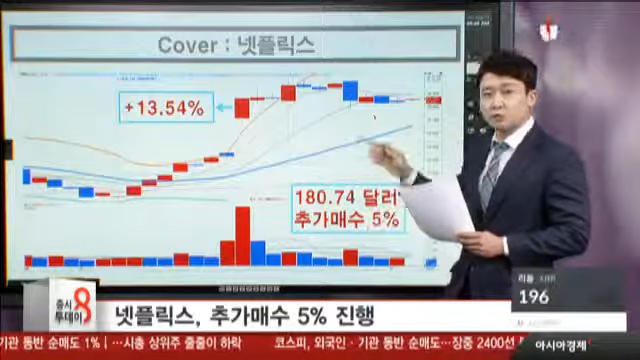 Cover : 넷플릭스
+13.54%
180.74 달러
추가매수 5%
리플 XRP
196
증시
투데이 8
넷플릭스, 추가매수 5% 진행
기관 동반 순매도 1%↓ …시총 상위주 줄줄이 하락 코스피, 외국인·기관 동반 순매도…장중 2400선
아시아경제